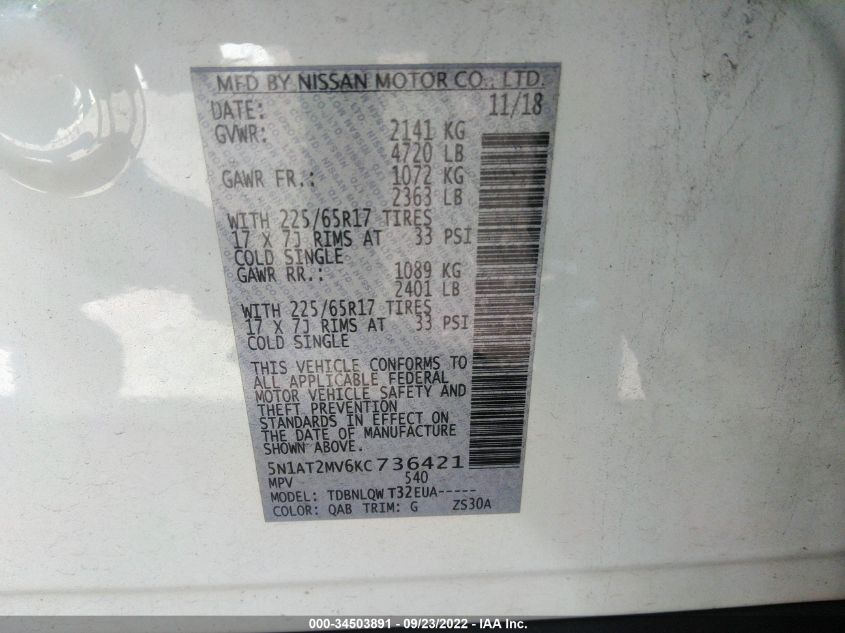 MFD BY NISSAN MOTOR CO., LTD.
DATE: 11/18
GVWR: 2141 KG
4720 LB
GAWR FR.: 1072 KG
2363 LB
WITH 225/65R17 TIRES
17 X 7J RIMS AT 33 PSI
COLD SINGLE
GAWR RR.: 1089 KG
2401 LB
WITH 225/65R17 TIRES
17 X 7J RIMS AT 33 PSI
COLD SINGLE
THIS VEHICLE CONFORMS TO
ALL APPLICABLE FEDERAL
MOTOR VEHICLE SAFETY AND
THEFT PREVENTION
STANDARDS IN EFFECT ON
THE DATE OF MANUFACTURE
SHOWN ABOVE.
5N1AT2MV6KC 736421
MPV 540
MODEL: TDBNLQW T32EUA-----
COLOR: QAB TRIM: G ZS30A
000-34503891 - 09/23/2022 - IAA Inc.